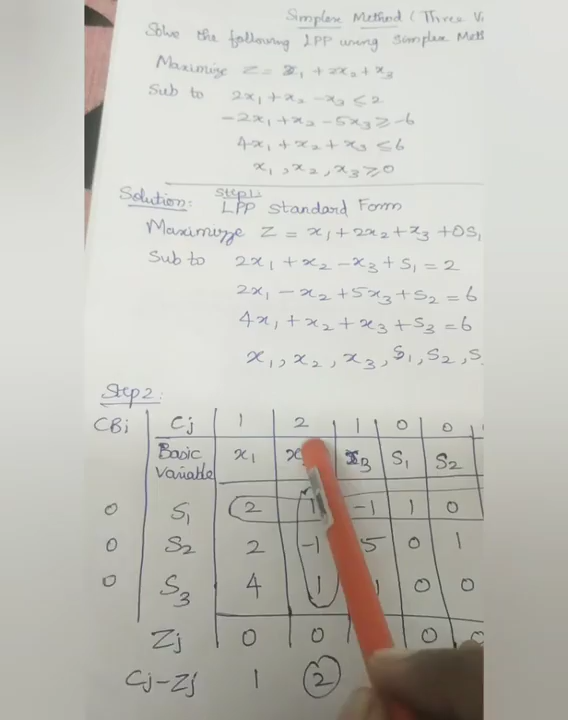 Simplex Method (Three V
Solve the following LPP using Simplex Met
Maximize Z = x₁ + 2x₂ + x₃
Sub to 2x₁ + x₂ - x₃ ≤ 2
-2x₁ + x₂ - 5x₃ ≥ -6
4x₁ + x₂ + x₃ ≤ 6
x₁, x₂, x₃ ≥ 0
Solution: Step1:
LPP Standard Form
Maximize Z = x₁ + 2x₂ + x₃ + 0S₁
Sub to 2x₁ + x₂ - x₃ + S₁ = 2
2x₁ - x₂ + 5x₃ + S₂ = 6
4x₁ + x₂ + x₃ + S₃ = 6
x₁, x₂, x₃, S₁, S₂, S
Step2:
CBi Cj 1 2 1 0 0
Basic Variable x₁ x₃ S₁ S₂
0 S₁ 2 1 -1 1 0
0 S₂ 2 -1 5 0 1
0 S₃ 4 1 1 0 0
Zj 0 0 0 0
Cj-Zj 1 2